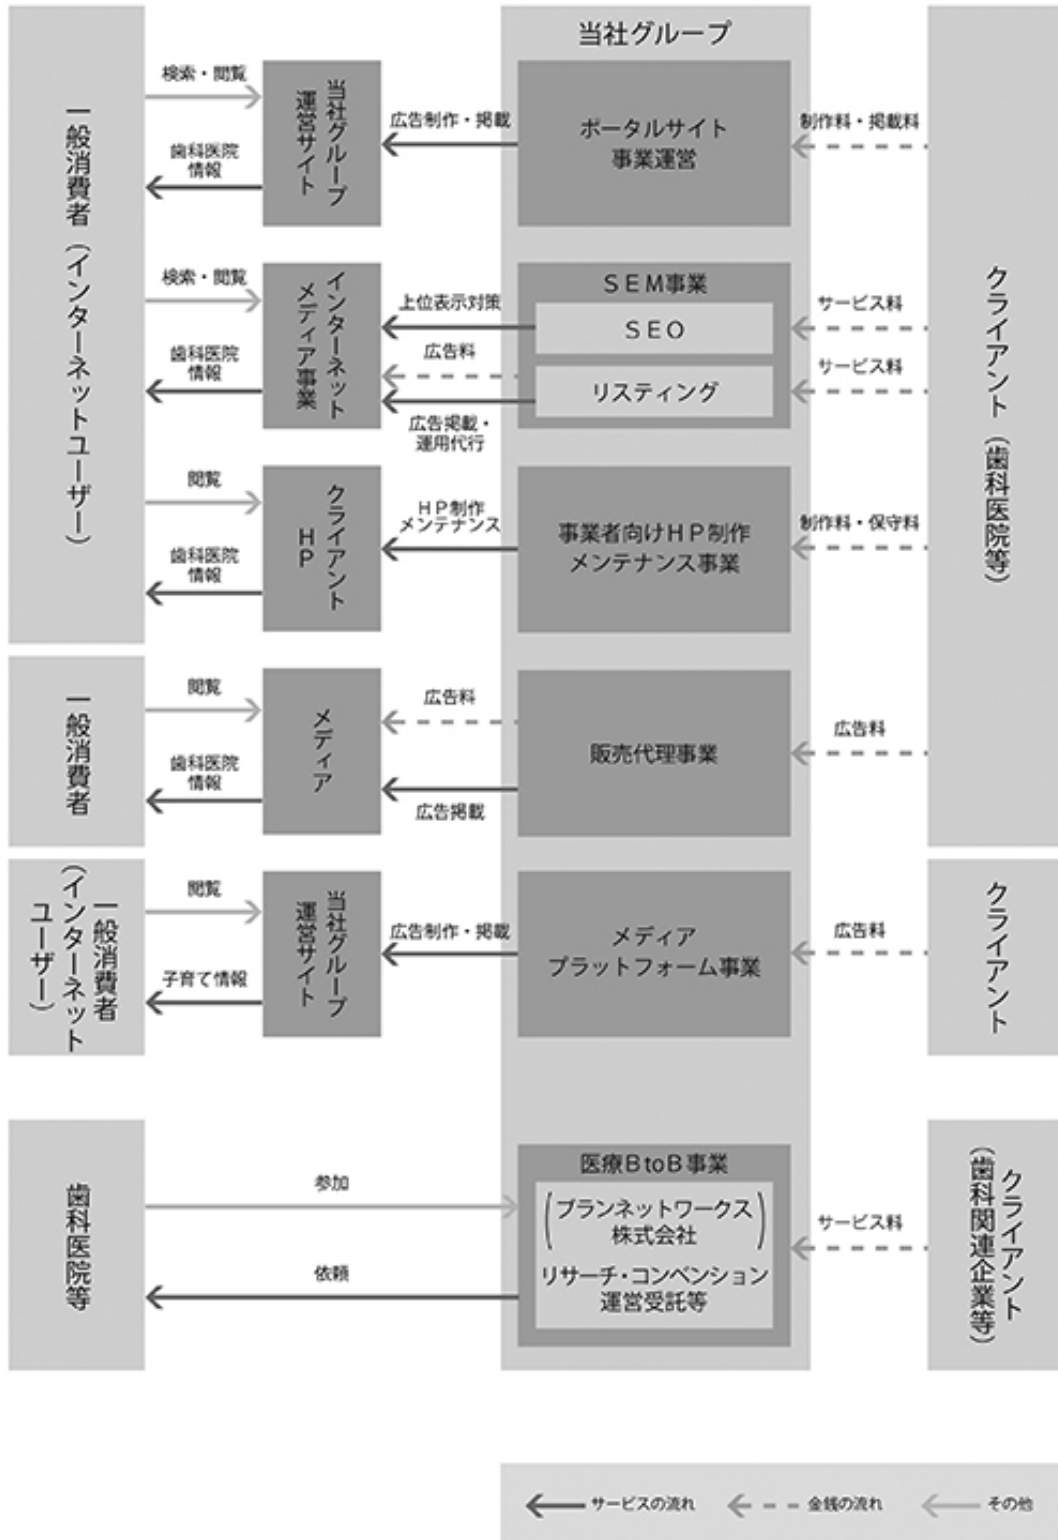 当社グループ
一般消費者（インターネットユーザー）
検索・閲覧
歯科医院
情報
当社グループ
運営サイト
広告制作・掲載
ポータルサイト
事業運営
制作料・掲載料
クライアント（歯科医院等）
検索・閲覧
歯科医院
情報
インターネット
メディア事業
上位表示対策
広告料
広告掲載・
運用代行
ＳＥＭ事業
ＳＥＯ
リスティング
サービス料
サービス料
閲覧
歯科医院
情報
クライアント
ＨＰ
ＨＰ制作
メンテナンス
事業者向けＨＰ制作
メンテナンス事業
制作料・保守料
一般消費者
閲覧
歯科医院
情報
メディア
広告料
広告掲載
販売代理事業
広告料
一般消費者
（インターネット
ユーザー）
閲覧
子育て情報
当社グループ
運営サイト
広告制作・掲載
メディア
プラットフォーム事業
広告料
クライアント
歯科医院等
参加
依頼
医療ＢtoＢ事業
（プランネットワークス
株式会社）
リサーチ・コンベンション
運営受託等
サービス料
クライアント
（歯科関連企業等）
サービスの流れ
金銭の流れ
その他